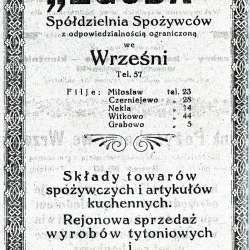 „ZGODA"
Spółdzielnia Spożywców
z odpowiedzialnością ograniczoną
we
Wrześni
Tel. 57
Filje: Miłosław tel. 23
Czerniejewo „ 28
Nekla „ 14
Witkowo „ 44
Grabowo „ 5
Składy towarów
spożywczych i artykułów
kuchennych.
Rejonowa sprzedaż
wyrobów tytoniowych
i